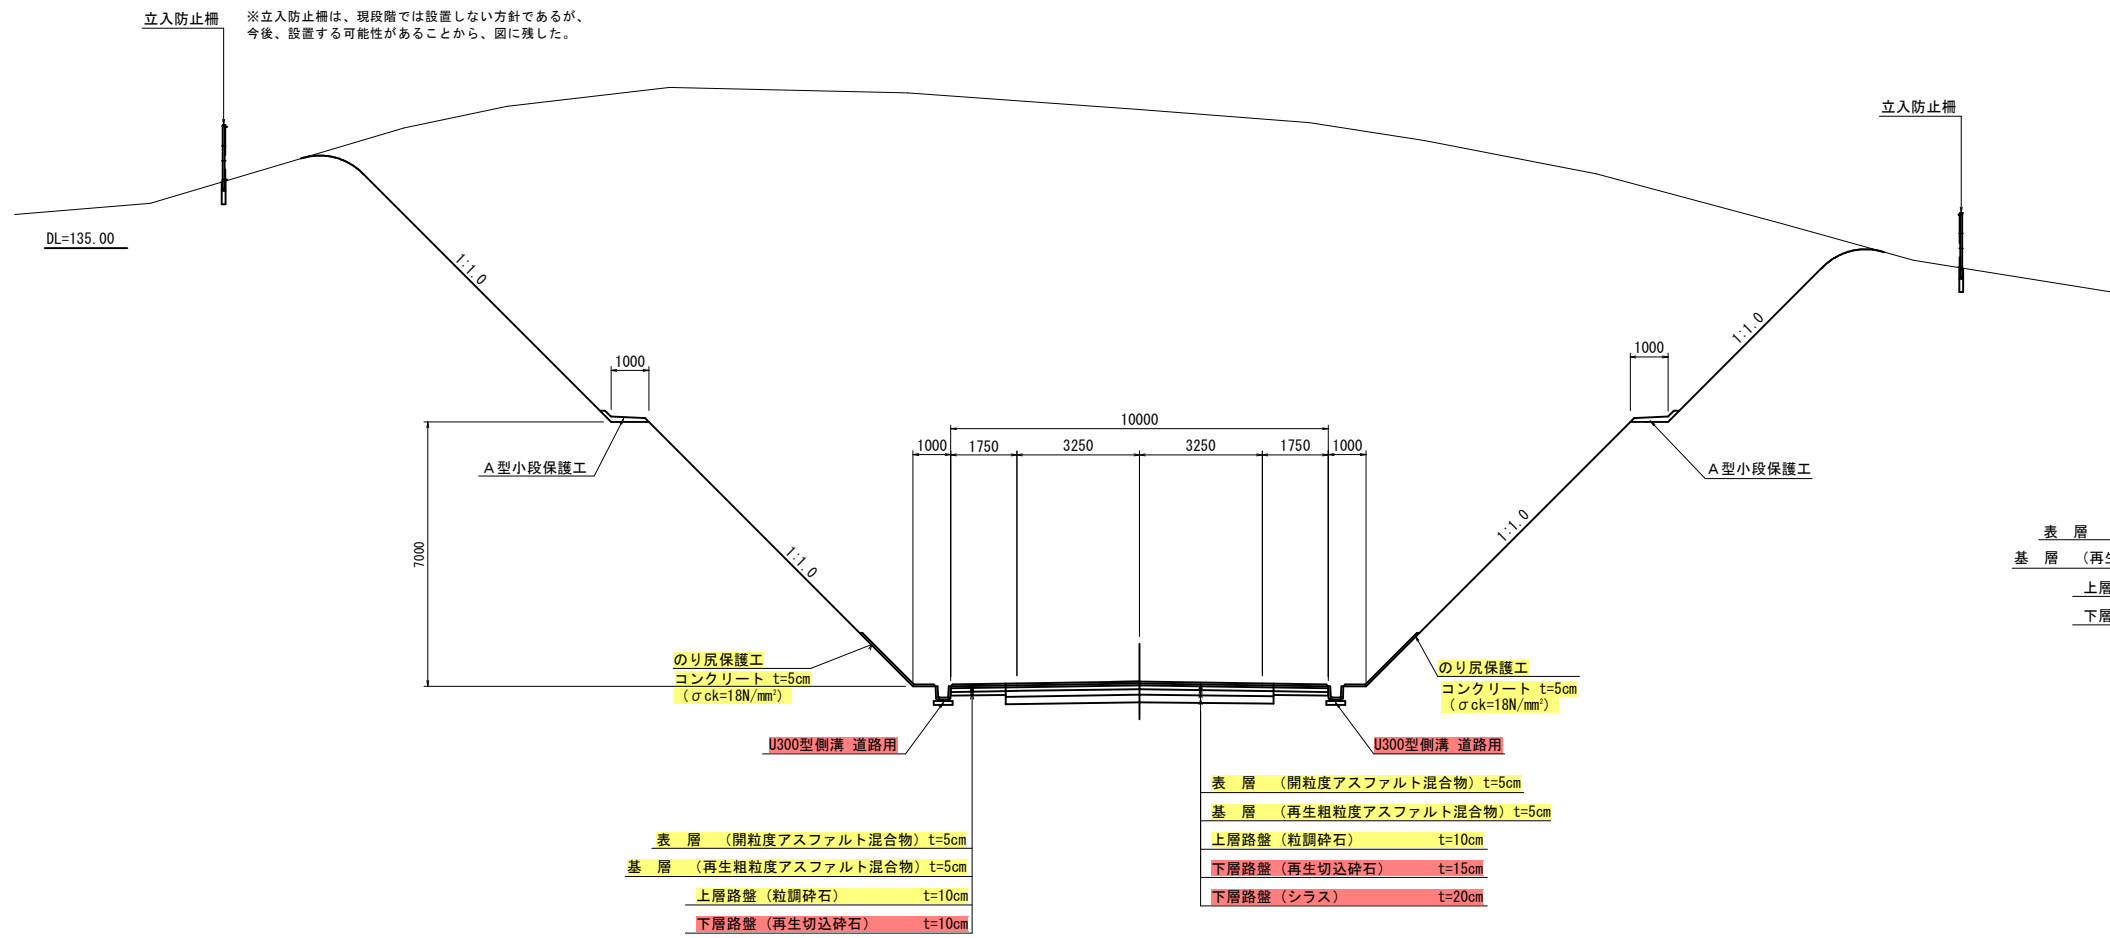 立入防止柵
※立入防止柵は、現段階では設置しない方針であるが、
今後、設置する可能性があることから、図に残した。
立入防止柵
DL=135.00
1:1.0
1:1.0
1000
1000
10000
1000
1750
3250
3250
1750
1000
A型小段保護工
A型小段保護工
7000
1:1.0
1:1.0
表 層
基 層 (再生
上層
下層
のり尻保護工
コンクリート t=5cm
(σck=18N/mm²)
のり尻保護工
コンクリート t=5cm
(σck=18N/mm²)
U300型側溝 道路用
U300型側溝 道路用
表 層 (開粒度アスファルト混合物) t=5cm
基 層 (再生粗粒度アスファルト混合物) t=5cm
上層路盤 (粒調砕石) t=10cm
下層路盤 (再生切込砕石) t=15cm
下層路盤 (シラス) t=20cm
表 層 (開粒度アスファルト混合物) t=5cm
基 層 (再生粗粒度アスファルト混合物) t=5cm
上層路盤 (粒調砕石) t=10cm
下層路盤 (再生切込砕石) t=10cm